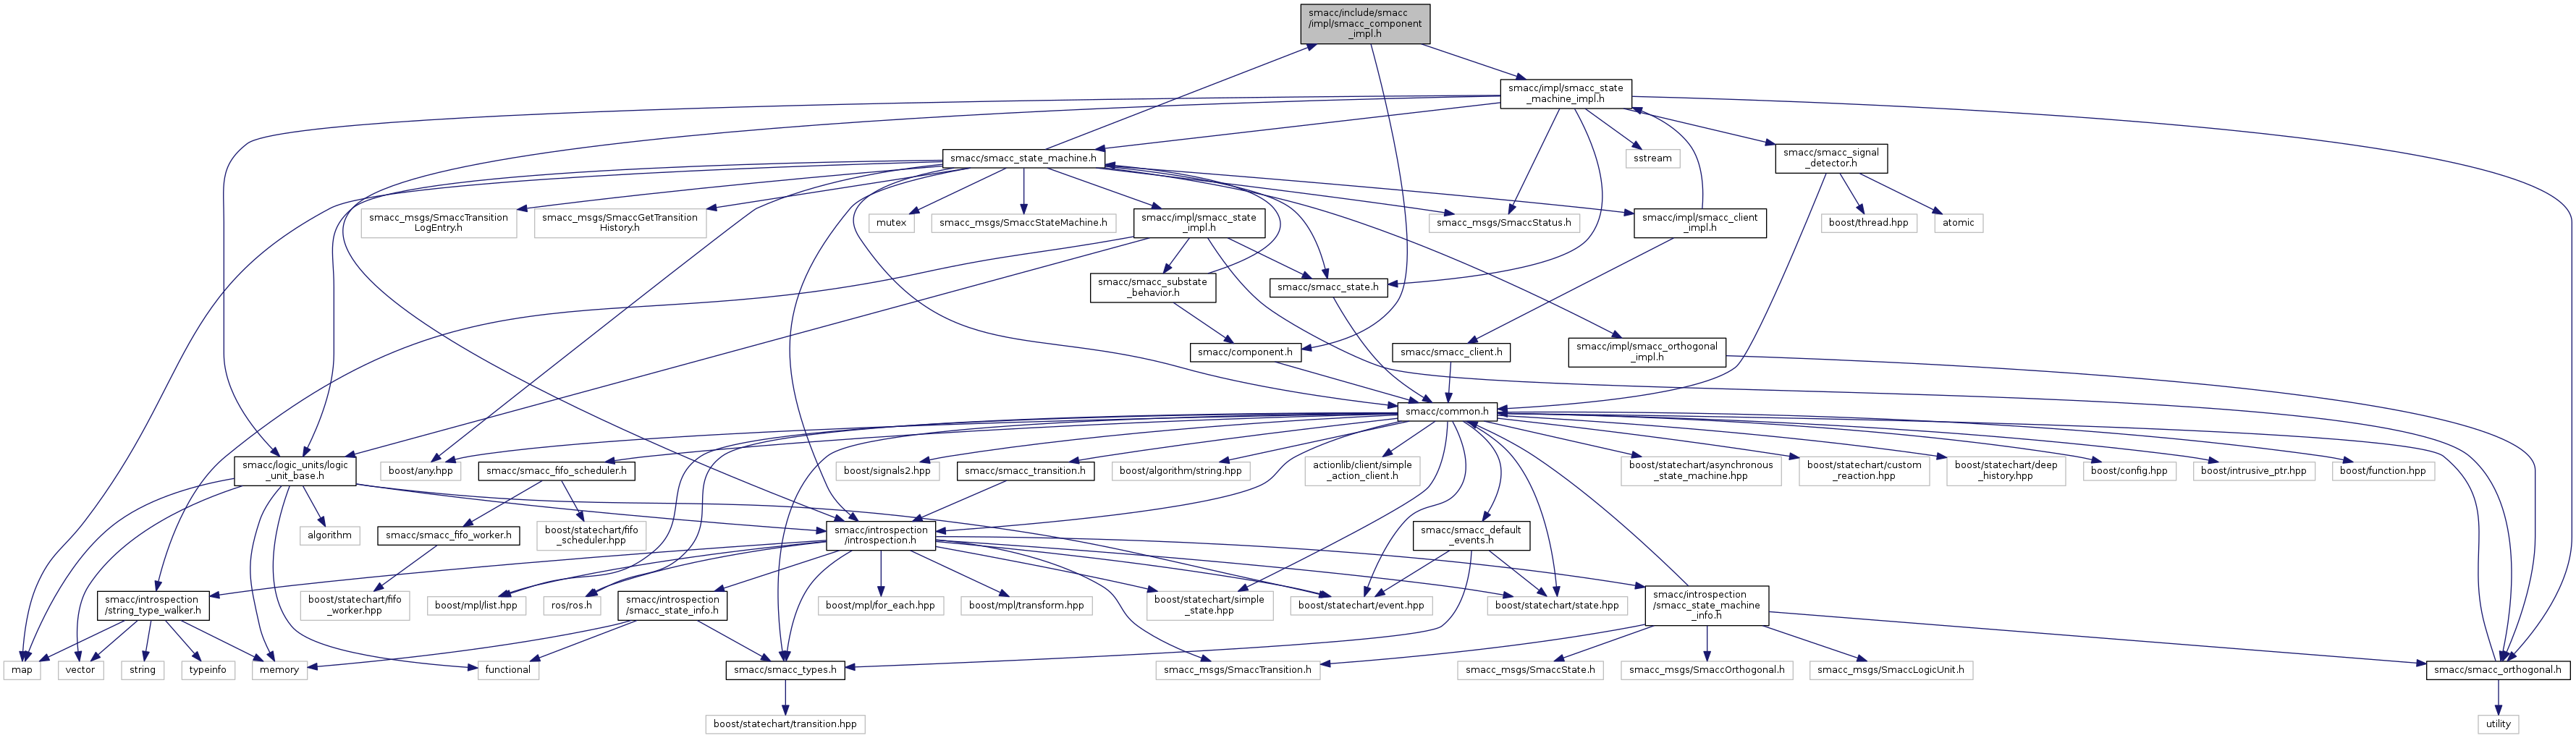 smacc/include/smacc
/impl/smacc_component
_impl.h
smacc/impl/smacc_state
_machine_impl.h
smacc/smacc_state_machine.h
sstream
smacc/smacc_signal
_detector.h
smacc_msgs/SmaccTransition
LogEntry.h
smacc_msgs/SmaccGetTransition
History.h
mutex
smacc_msgs/SmaccStateMachine.h
smacc/impl/smacc_state
_impl.h
smacc_msgs/SmaccStatus.h
smacc/impl/smacc_client
_impl.h
boost/thread.hpp
atomic
smacc/smacc_substate
_behavior.h
smacc/smacc_state.h
smacc/component.h
smacc/smacc_client.h
smacc/impl/smacc_orthogonal
_impl.h
smacc/common.h
smacc/logic_units/logic
_unit_base.h
boost/any.hpp
smacc/smacc_fifo_scheduler.h
boost/signals2.hpp
smacc/smacc_transition.h
boost/algorithm/string.hpp
actionlib/client/simple
_action_client.h
boost/statechart/asynchronous
_state_machine.hpp
boost/statechart/custom
_reaction.hpp
boost/statechart/deep
_history.hpp
boost/config.hpp
boost/intrusive_ptr.hpp
boost/function.hpp
algorithm
smacc/smacc_fifo_worker.h
boost/statechart/fifo
_scheduler.hpp
smacc/introspection
/introspection.h
smacc/smacc_default
_events.h
smacc/introspection
/string_type_walker.h
boost/statechart/fifo
_worker.hpp
boost/mpl/list.hpp
ros/ros.h
smacc/introspection
/smacc_state_info.h
boost/mpl/for_each.hpp
boost/mpl/transform.hpp
boost/statechart/simple
_state.hpp
boost/statechart/event.hpp
boost/statechart/state.hpp
smacc/introspection
/smacc_state_machine
_info.h
map
vector
string
typeinfo
memory
functional
smacc/smacc_types.h
smacc_msgs/SmaccTransition.h
smacc_msgs/SmaccState.h
smacc_msgs/SmaccOrthogonal.h
smacc_msgs/SmaccLogicUnit.h
smacc/smacc_orthogonal.h
boost/statechart/transition.hpp
utility